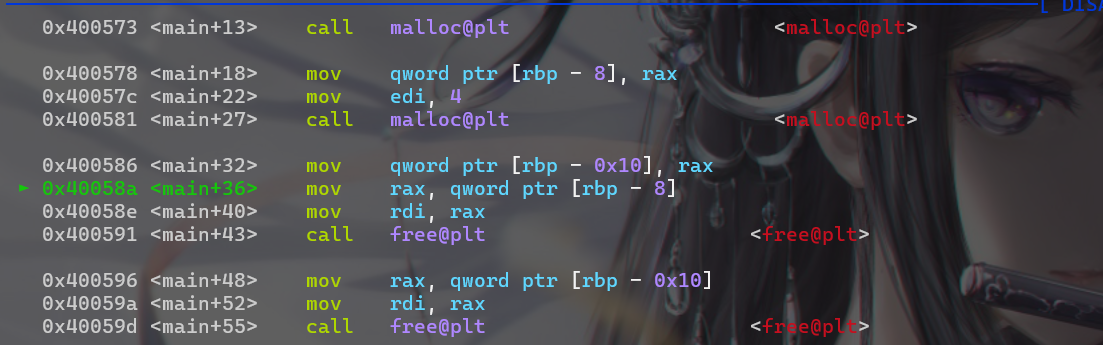 [ DISA
0x400573 <main+13> call malloc@plt <malloc@plt>
0x400578 <main+18> mov qword ptr [rbp - 8], rax
0x40057c <main+22> mov edi, 4
0x400581 <main+27> call malloc@plt <malloc@plt>
0x400586 <main+32> mov qword ptr [rbp - 0x10], rax
► 0x40058a <main+36> mov rax, qword ptr [rbp - 8]
0x40058e <main+40> mov rdi, rax
0x400591 <main+43> call free@plt <free@plt>
0x400596 <main+48> mov rax, qword ptr [rbp - 0x10]
0x40059a <main+52> mov rdi, rax
0x40059d <main+55> call free@plt <free@plt>